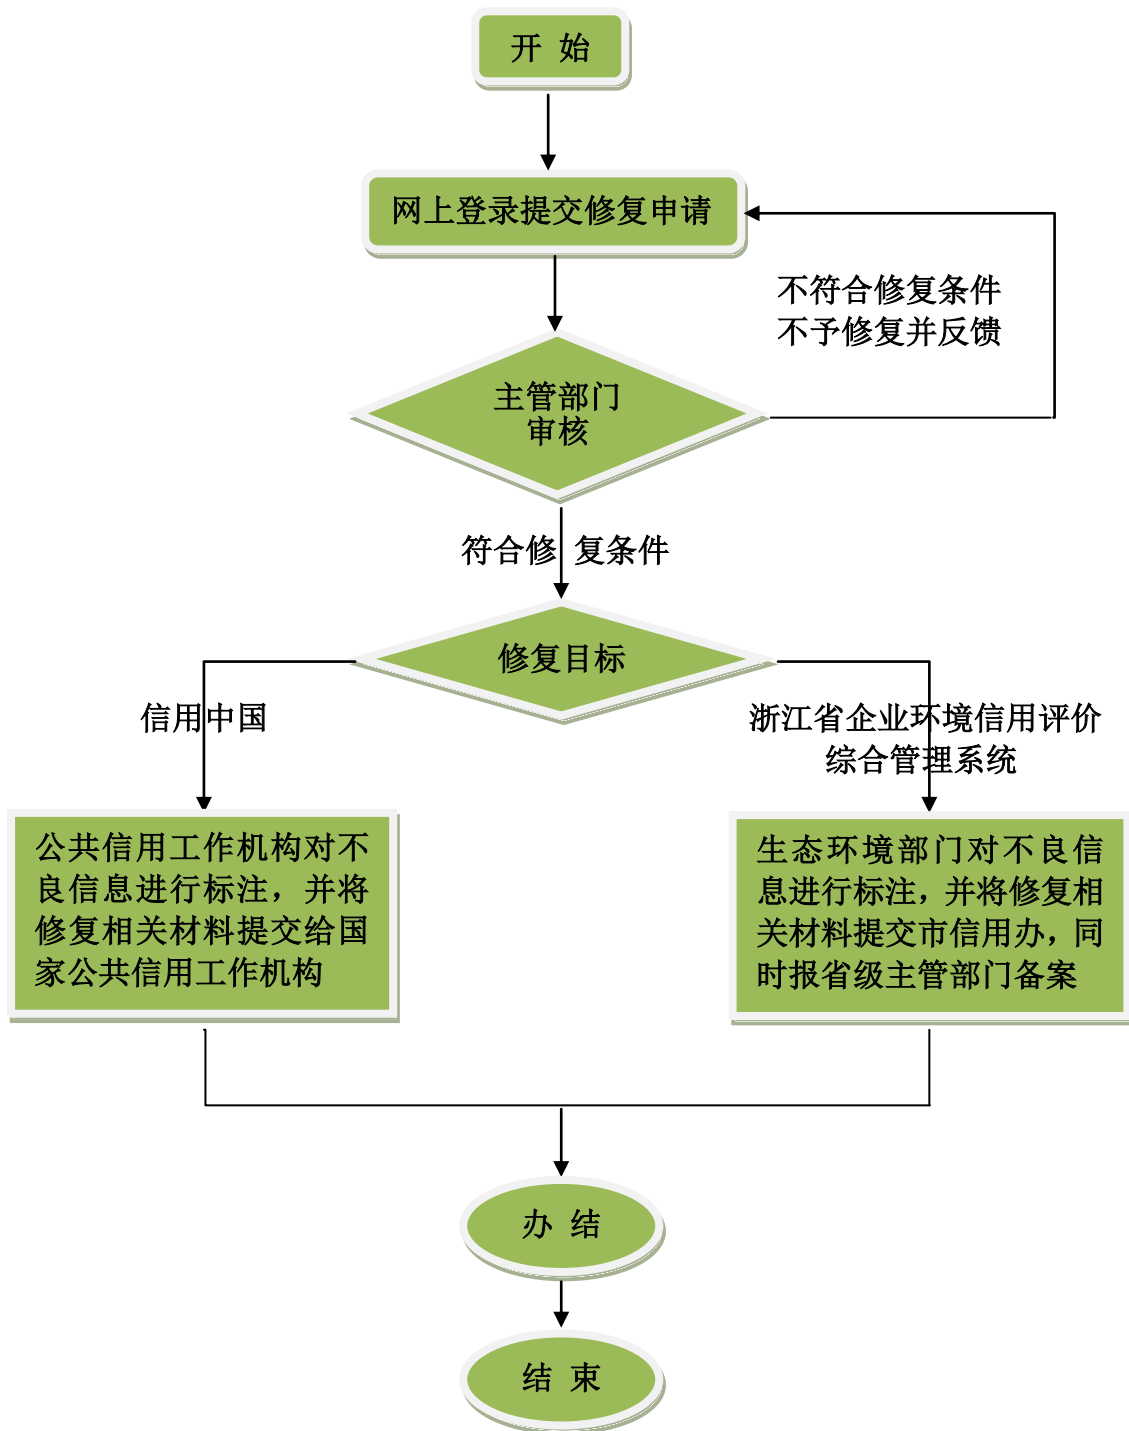 开 始
网上登录提交修复申请
不符合修复条件
不予修复并反馈
主管部门
审核
符合修 复条件
修复目标
信用中国
浙江省企业环境信用评价
综合管理系统
公共信用工作机构对不
良信息进行标注，并将
修复相关材料提交给国
家公共信用工作机构
生态环境部门对不良信
息进行标注，并将修复相
关材料提交市信用办，同
时报省级主管部门备案
办 结
结 束